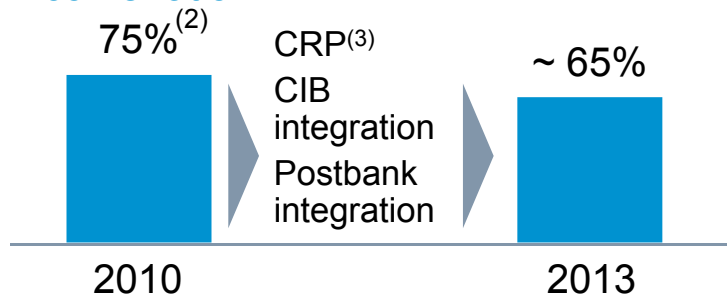 75%(2)
CRP(3)
~ 65%
CIB
integration
Postbank
integration
2010
2013